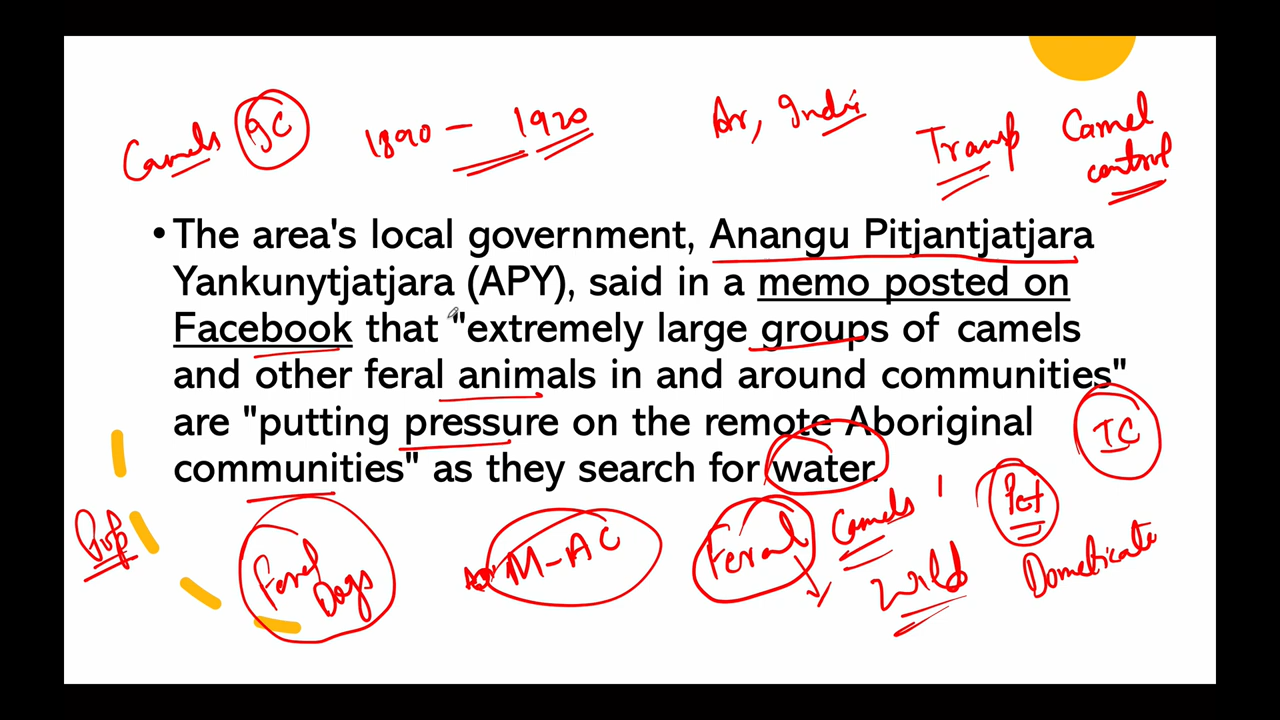 Camels IC 1890 - 1920 Ar, India Transp Camel control
• The area's local government, Anangu Pitjantjatjara
Yankunytjatjara (APY), said in a memo posted on
Facebook that "extremely large groups of camels
and other feral animals in and around communities"
are "putting pressure on the remote Aboriginal
communities" as they search for water.
IC
Pop Feral Dogs M-AC Feral Camels Pet
Wild Domesticate